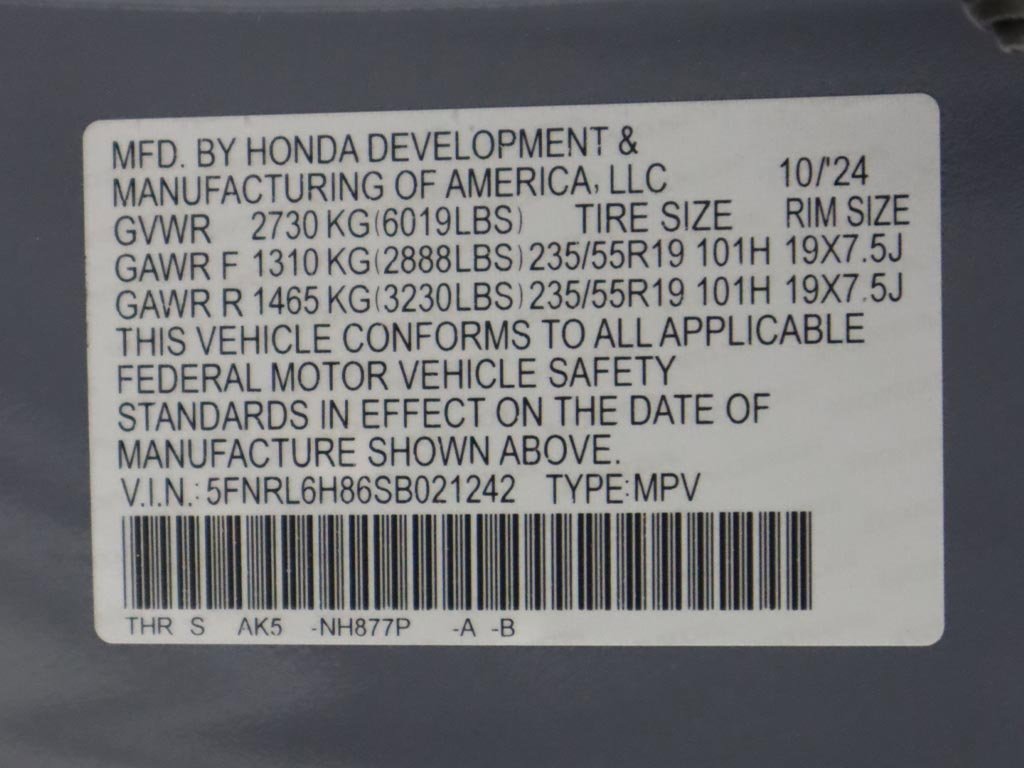 MFD. BY HONDA DEVELOPMENT &
MANUFACTURING OF AMERICA, LLC 10/'24
GVWR 2730 KG(6019LBS) TIRE SIZE RIM SIZE
GAWR F 1310 KG(2888LBS) 235/55R19 101H 19X7.5J
GAWR R 1465 KG(3230LBS) 235/55R19 101H 19X7.5J
THIS VEHICLE CONFORMS TO ALL APPLICABLE
FEDERAL MOTOR VEHICLE SAFETY
STANDARDS IN EFFECT ON THE DATE OF
MANUFACTURE SHOWN ABOVE.
V.I.N.: 5FNRL6H86SB021242 TYPE:MPV
THR S AK5 -NH877P -A -B